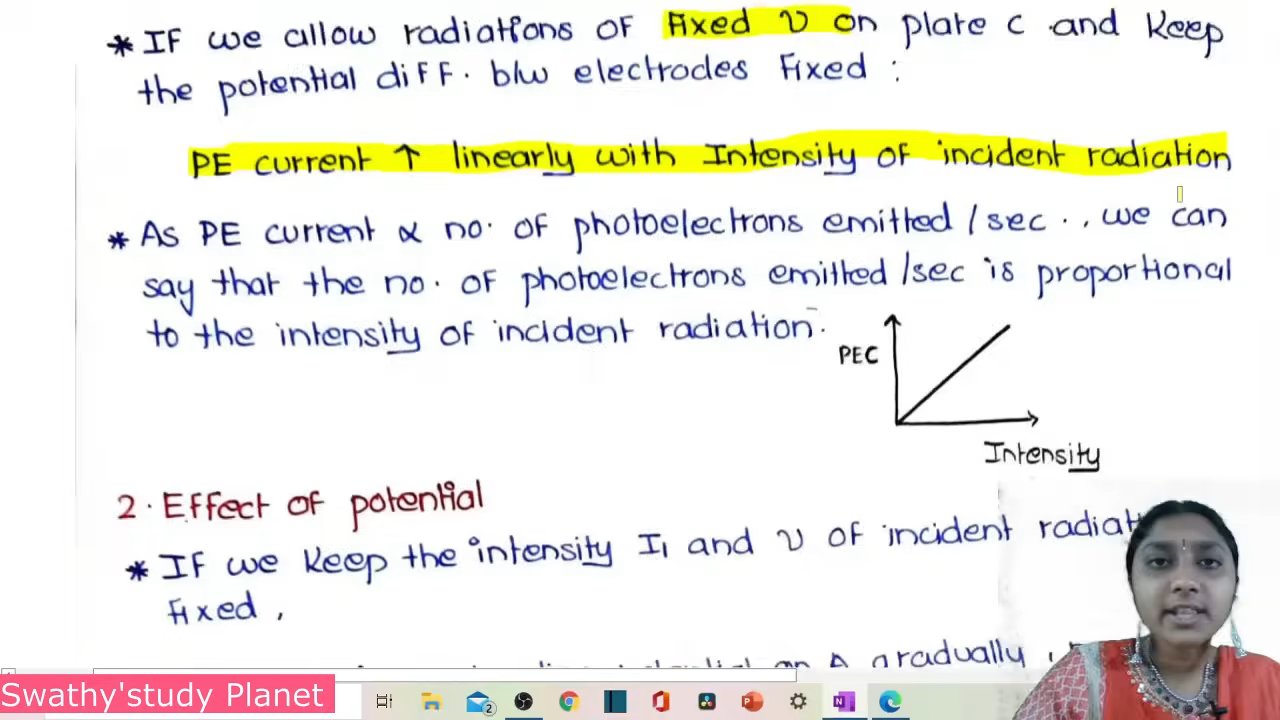 * If we allow radiations of fixed ν on plate C and keep
the potential diff. b/w electrodes fixed :
PE current ↑ linearly with Intensity of incident radiation
* As PE current ∝ no. of photoelectrons emitted /sec ∴ we can
say that the no. of photoelectrons emitted /sec is proportional
to the intensity of incident radiation.
PEC
Intensity
2. Effect of potential
* If we keep the intensity I₁ and ν of incident
fixed,
gradually
Swathy'study Planet
2